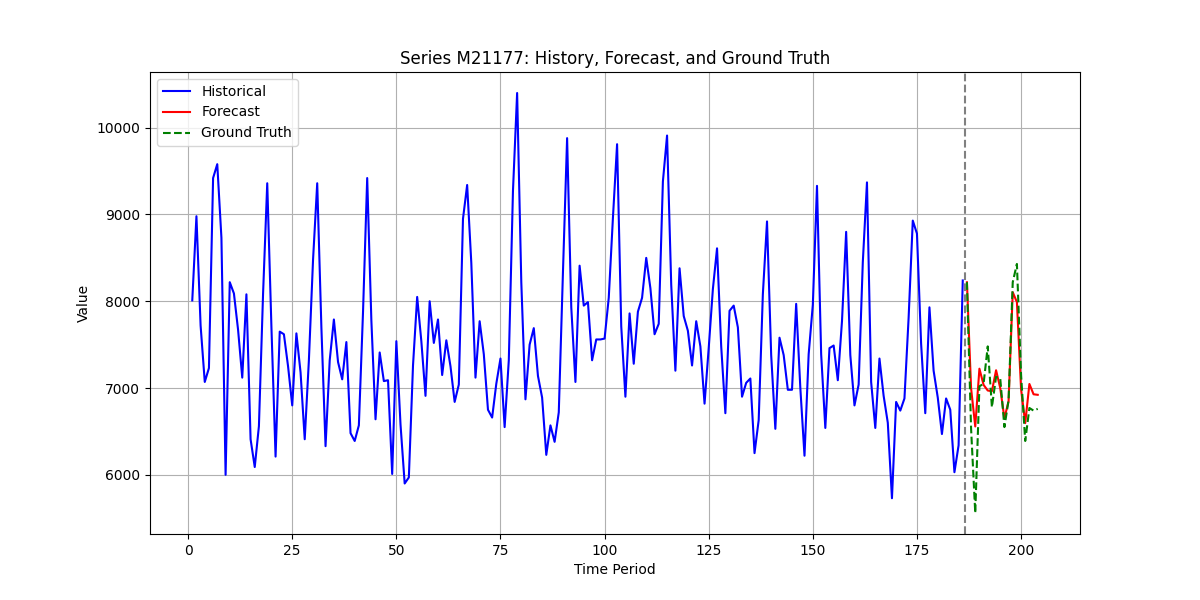 Series M21177: History, Forecast, and Ground Truth
Historical
Forecast
Ground Truth
10000
9000
8000
7000
6000
Value
0 25 50 75 100 125 150 175 200
Time Period